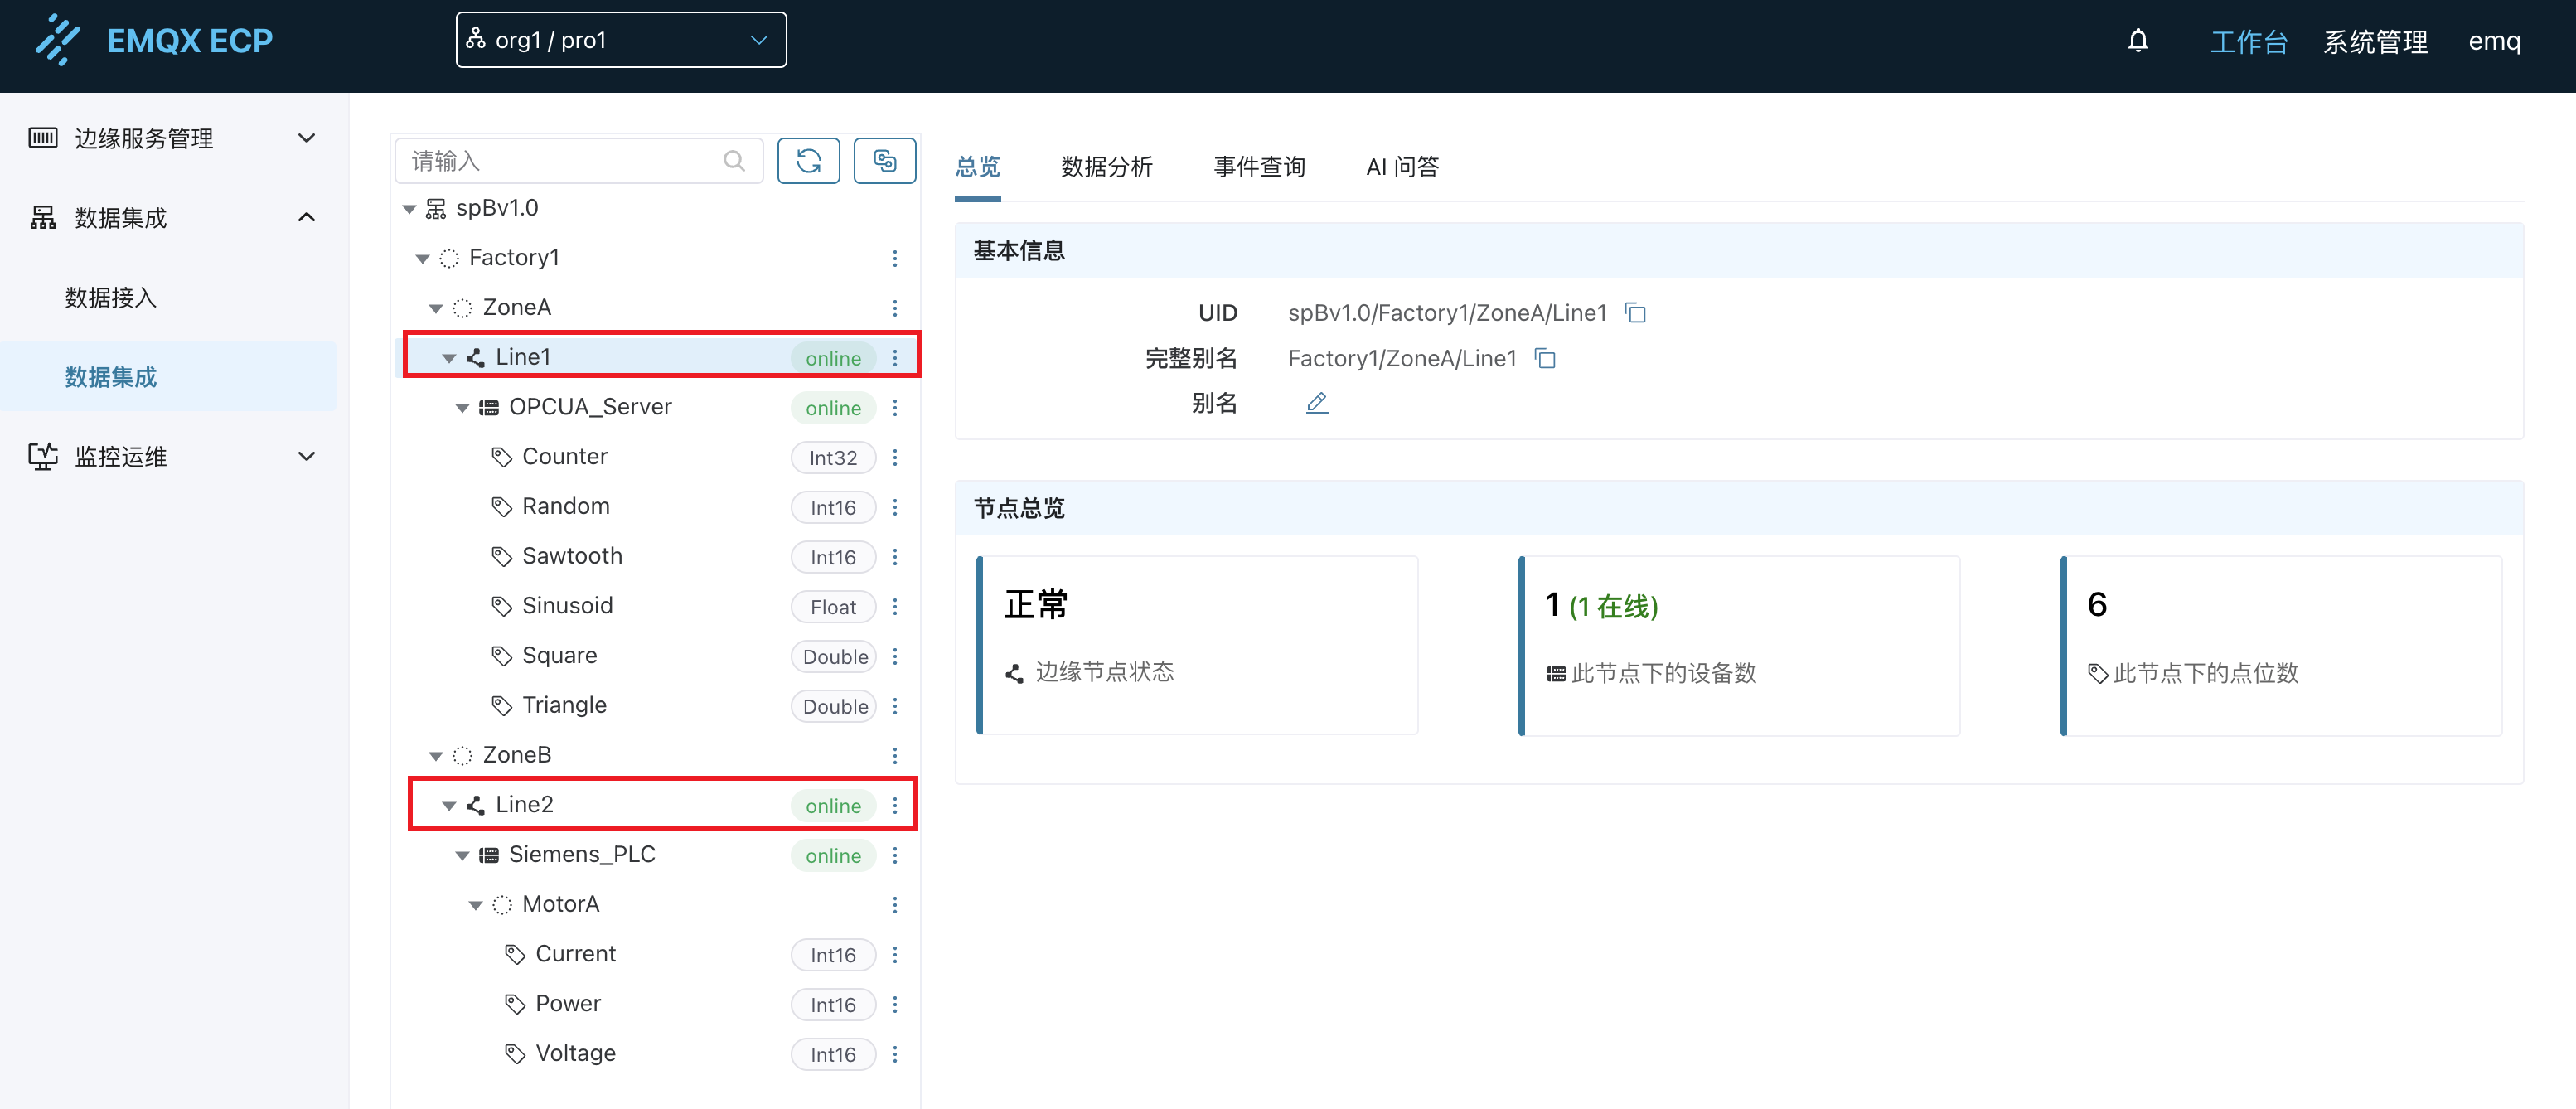 EMQX ECP
org1 / pro1
工作台
系统管理
emq
边缘服务管理
数据集成
数据接入
数据集成
监控运维
请输入
spBv1.0
Factory1
ZoneA
Line1 online
OPCUA_Server online
Counter Int32
Random Int16
Sawtooth Int16
Sinusoid Float
Square Double
Triangle Double
ZoneB
Line2 online
Siemens_PLC online
MotorA
Current Int16
Power Int16
Voltage Int16
总览 数据分析 事件查询 AI 问答
基本信息
UID spBv1.0/Factory1/ZoneA/Line1
完整别名 Factory1/ZoneA/Line1
别名
节点总览
正常
边缘节点状态
1 (1 在线)
此节点下的设备数
6
此节点下的点位数